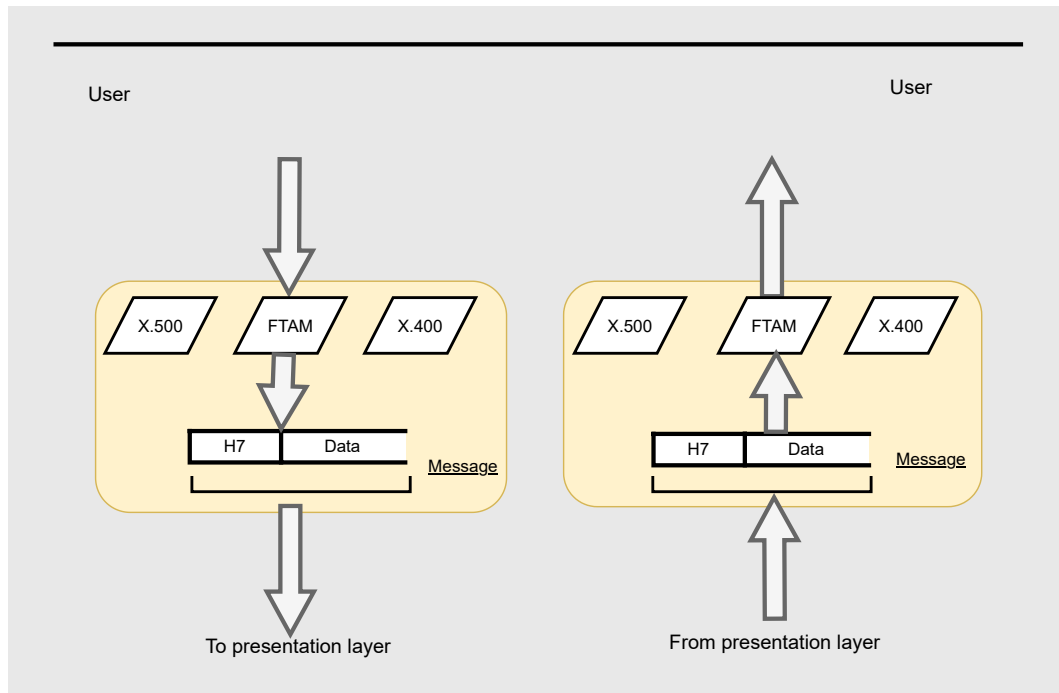 User
User
X.500
FTAM
X.400
H7
Data
Message
To presentation layer
X.500
FTAM
X.400
H7
Data
Message
From presentation layer